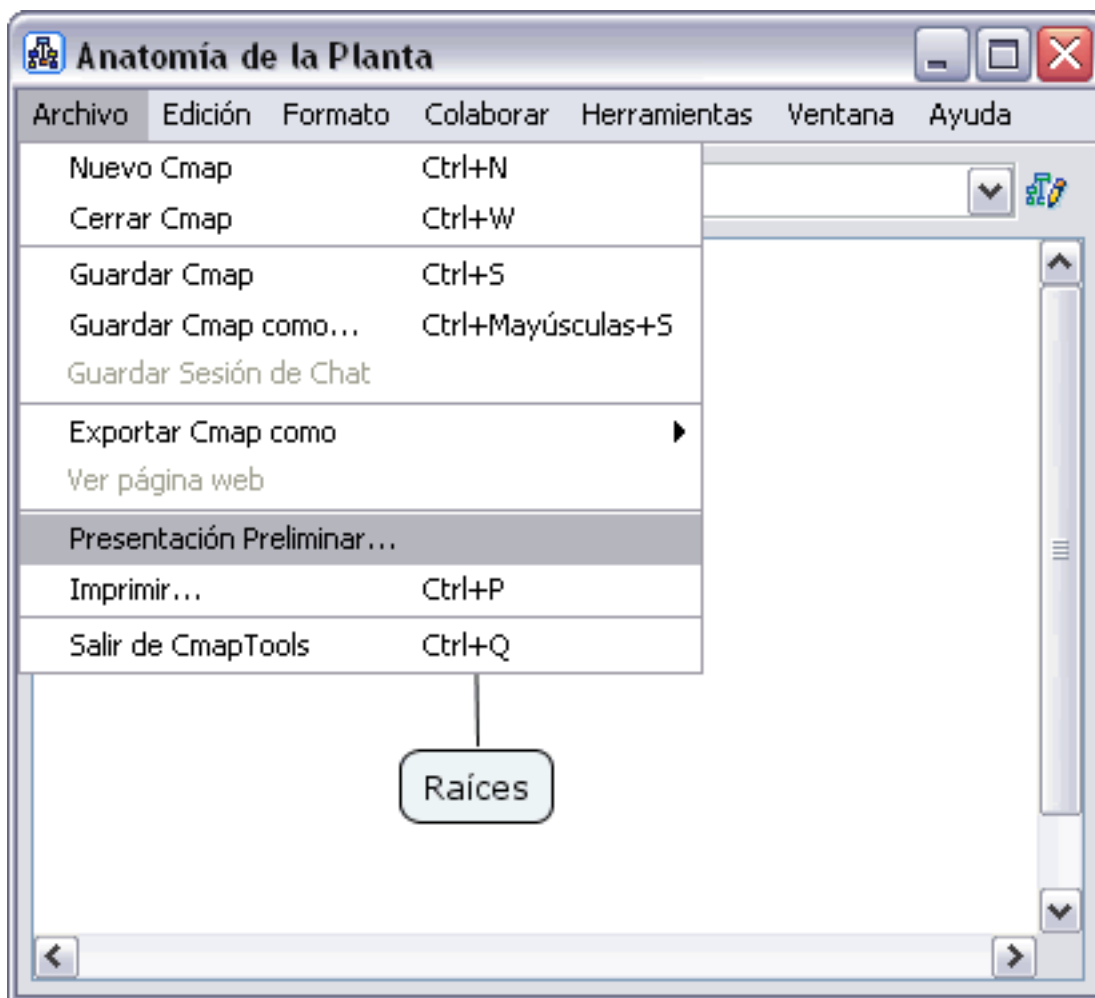 Anatomía de la Planta
Archivo Edición Formato Colaborar Herramientas Ventana Ayuda
Nuevo Cmap Ctrl+N
Cerrar Cmap Ctrl+W
Guardar Cmap Ctrl+S
Guardar Cmap como... Ctrl+Mayúsculas+S
Guardar Sesión de Chat
Exportar Cmap como
Ver página web
Presentación Preliminar...
Imprimir... Ctrl+P
Salir de CmapTools Ctrl+Q
Raíces